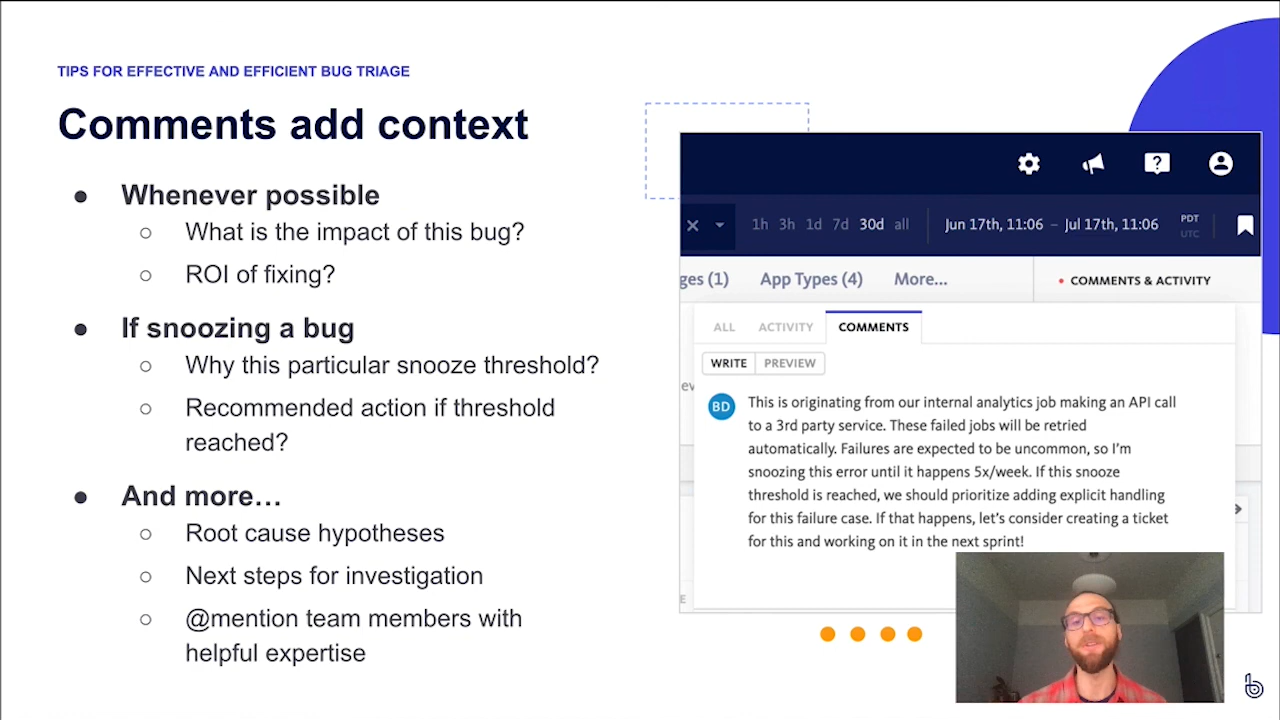 TIPS FOR EFFECTIVE AND EFFICIENT BUG TRIAGE
Comments add context
● Whenever possible
○ What is the impact of this bug?
○ ROI of fixing?
● If snoozing a bug
○ Why this particular snooze threshold?
○ Recommended action if threshold
reached?
● And more…
○ Root cause hypotheses
○ Next steps for investigation
○ @mention team members with
helpful expertise
1h 3h 1d 7d 30d all Jun 17th, 11:06 – Jul 17th, 11:06 PDT
UTC
ges (1) App Types (4) More... • COMMENTS & ACTIVITY
ALL ACTIVITY COMMENTS
WRITE PREVIEW
ev
BD
This is originating from our internal analytics job making an API call
to a 3rd party service. These failed jobs will be retried
automatically. Failures are expected to be uncommon, so I'm
snoozing this error until it happens 5x/week. If this snooze
threshold is reached, we should prioritize adding explicit handling
for this failure case. If that happens, let's consider creating a ticket
for this and working on it in the next sprint!
E
b